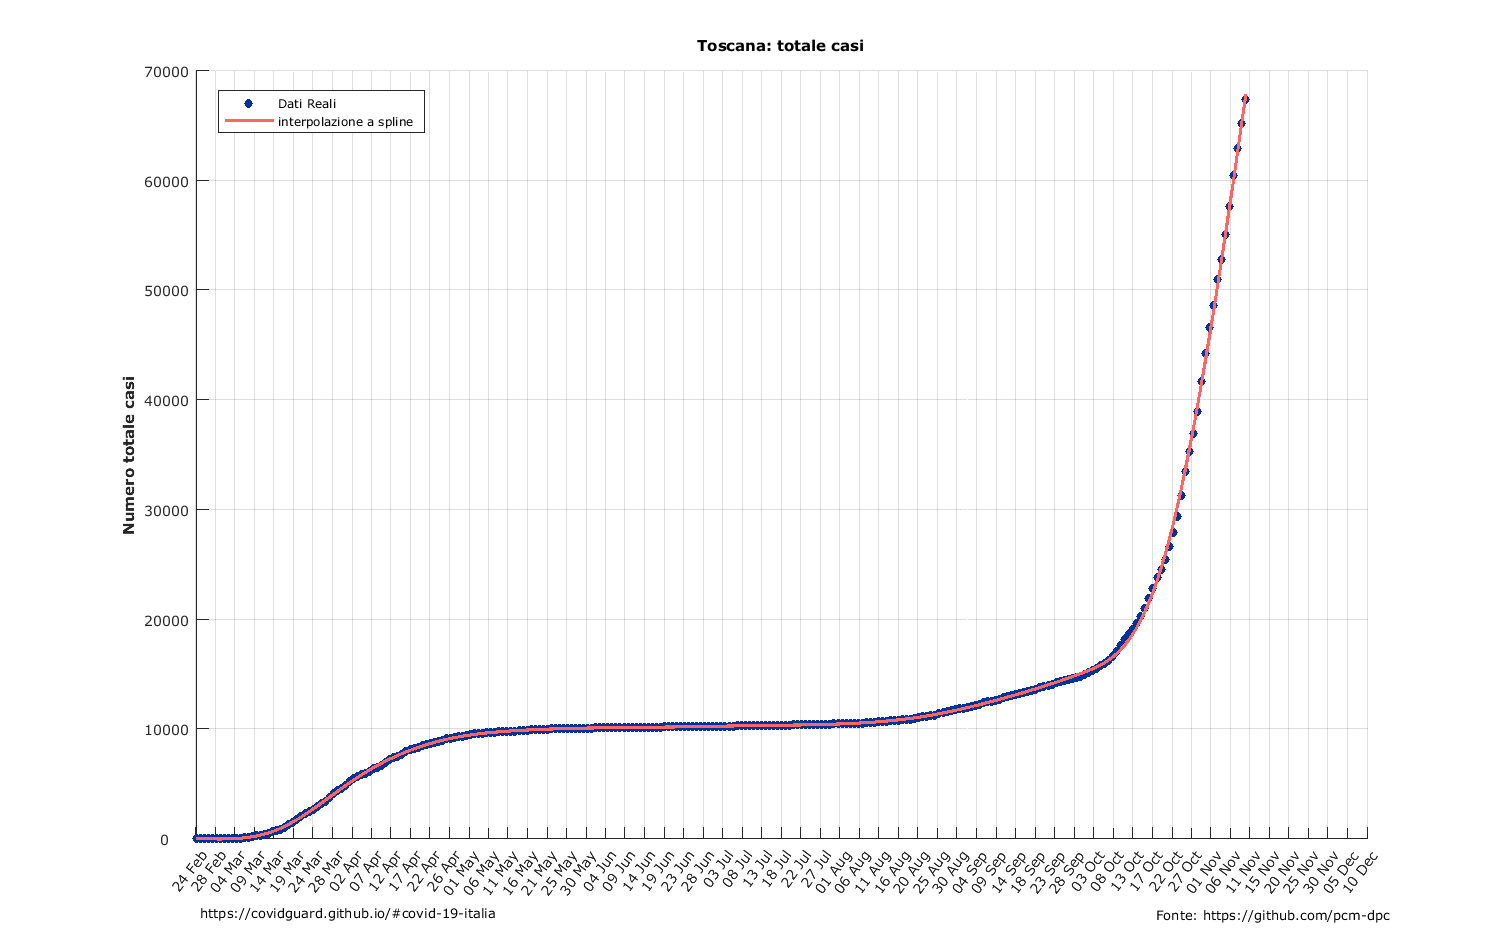 Toscana: totale casi
70000
60000
50000
40000
30000
20000
10000
0
Numero totale casi
Dati Reali
interpolazione a spline
24 Feb
28 Feb
04 Mar
09 Mar
14 Mar
19 Mar
24 Mar
28 Mar
02 Apr
07 Apr
12 Apr
17 Apr
22 Apr
26 Apr
01 May
06 May
11 May
16 May
21 May
25 May
30 May
04 Jun
09 Jun
14 Jun
19 Jun
23 Jun
28 Jun
03 Jul
08 Jul
13 Jul
18 Jul
22 Jul
27 Jul
01 Aug
06 Aug
11 Aug
16 Aug
20 Aug
25 Aug
30 Aug
04 Sep
09 Sep
14 Sep
18 Sep
23 Sep
28 Sep
03 Oct
08 Oct
13 Oct
17 Oct
22 Oct
27 Oct
01 Nov
06 Nov
11 Nov
15 Nov
20 Nov
25 Nov
30 Nov
05 Dec
10 Dec
https://covidguard.github.io/#covid-19-italia
Fonte: https://github.com/pcm-dpc